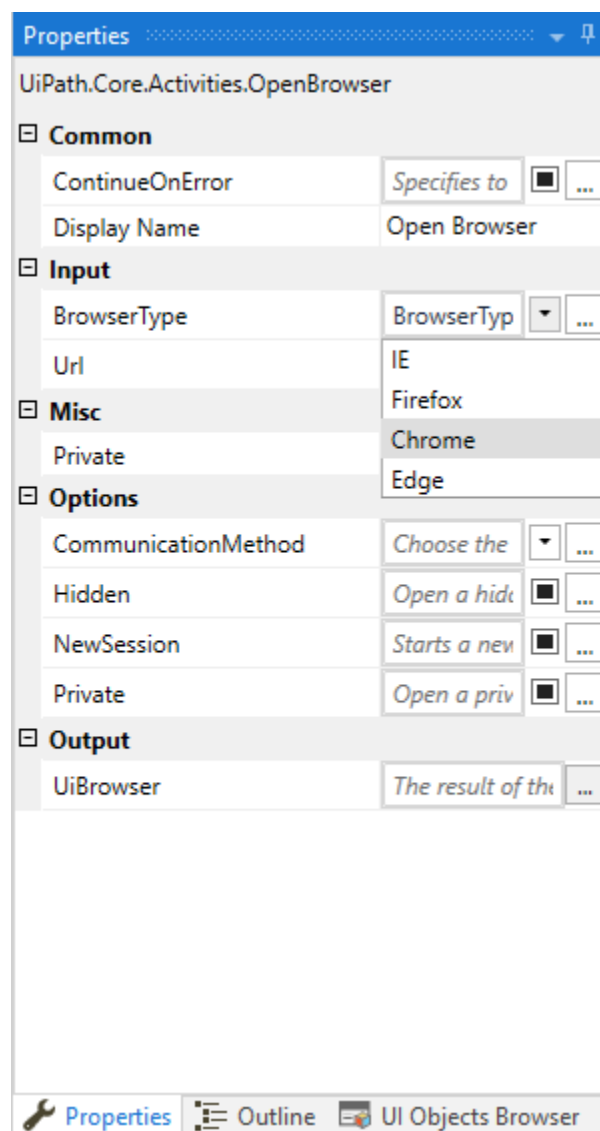 Properties
UiPath.Core.Activities.OpenBrowser
Common
ContinueOnError Specifies to ...
Display Name Open Browser
Input
BrowserType BrowserTyp ...
Url IE
Firefox
Misc
Chrome
Private
Edge
Options
CommunicationMethod Choose the ...
Hidden Open a hidd ...
NewSession Starts a new ...
Private Open a priv ...
Output
UiBrowser The result of the ...
Properties Outline UI Objects Browser